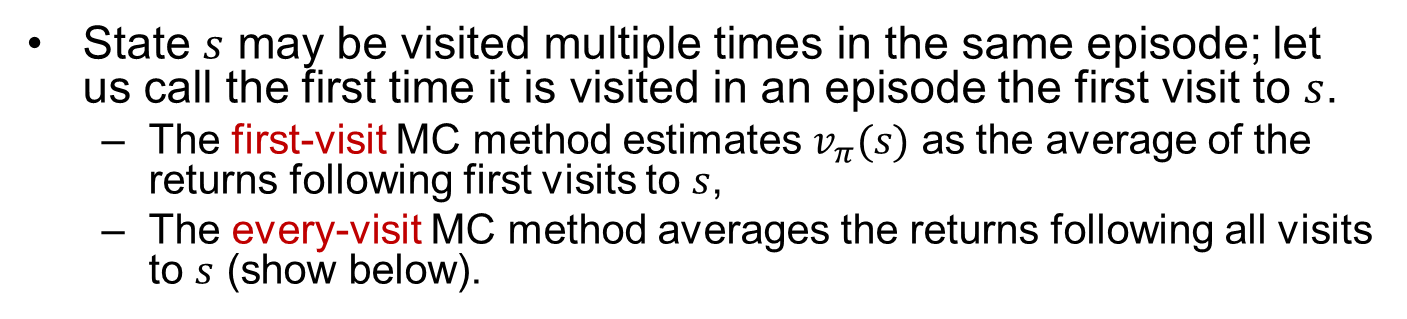 • State 𝑠 may be visited multiple times in the same episode; let
us call the first time it is visited in an episode the first visit to 𝑠.
– The first-visit MC method estimates 𝑣𝜋(𝑠) as the average of the
returns following first visits to 𝑠,
– The every-visit MC method averages the returns following all visits
to 𝑠 (show below).